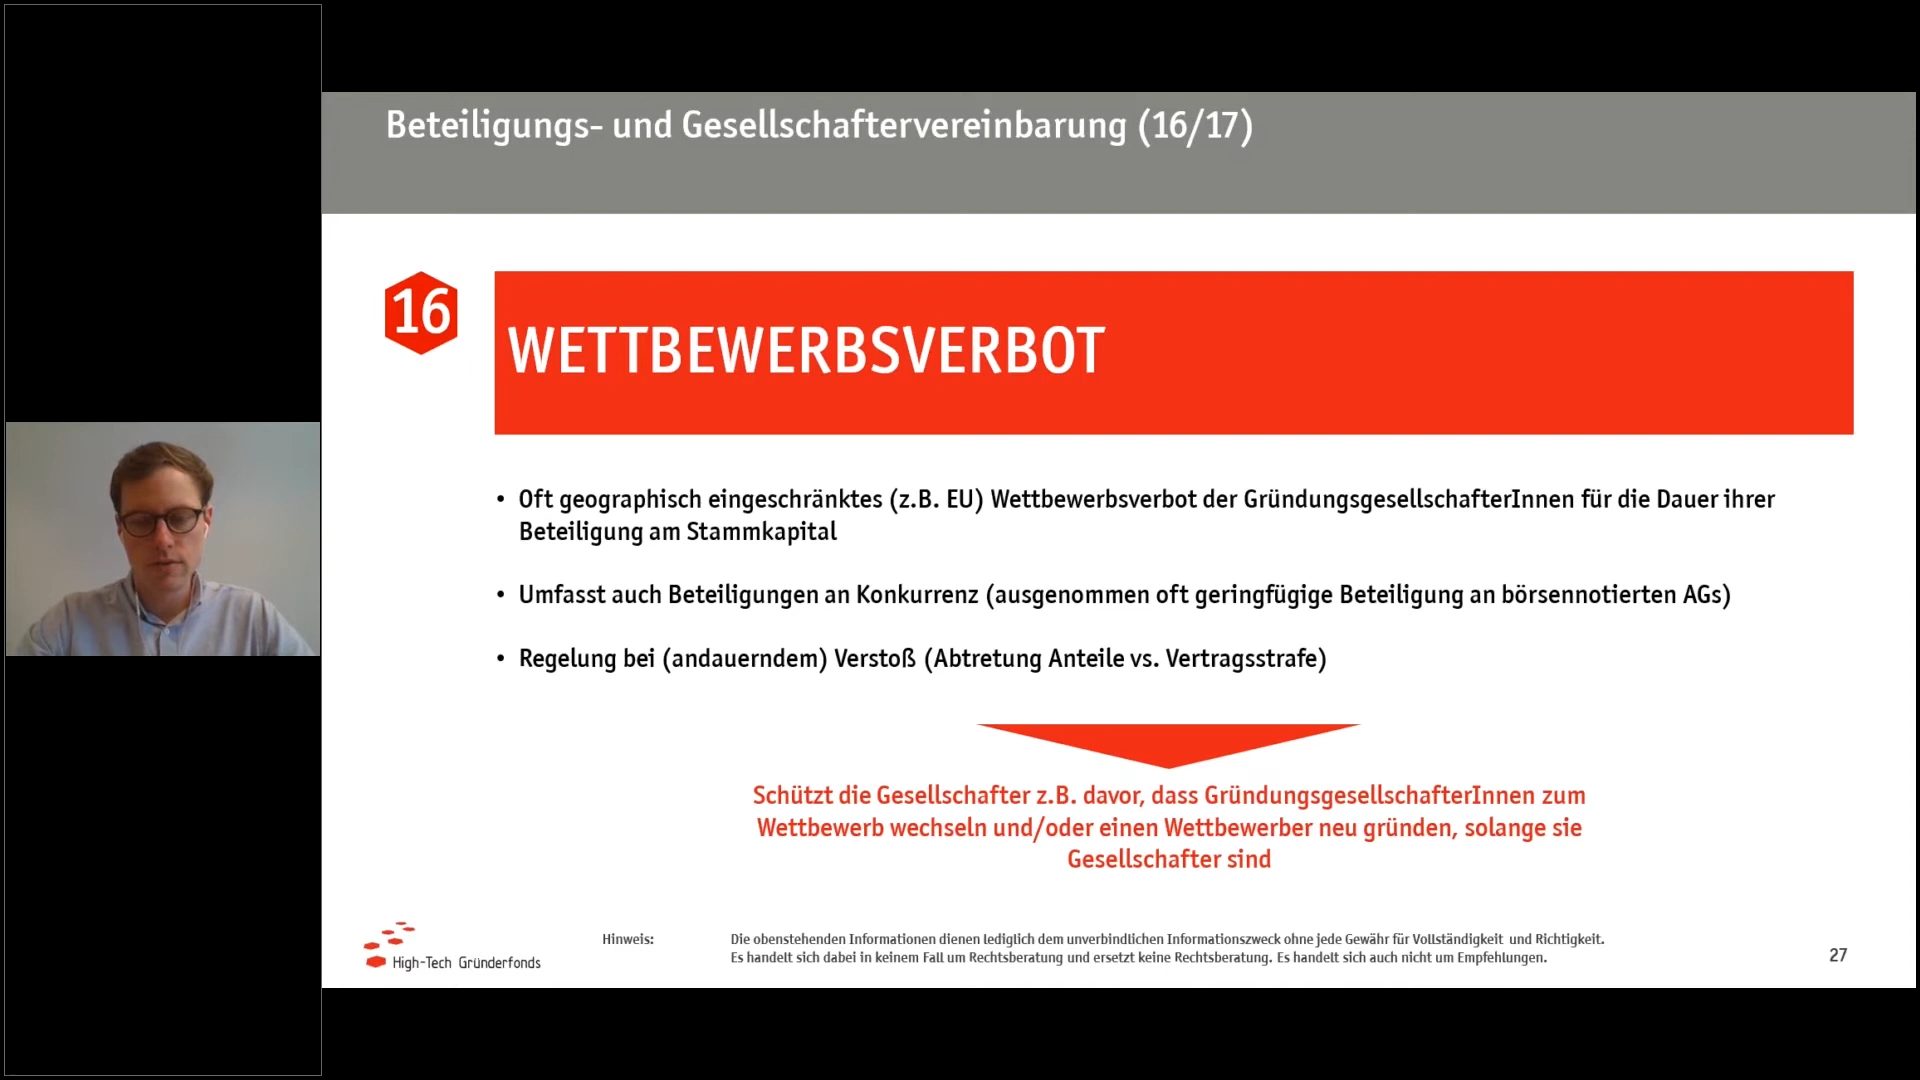 Beteiligungs- und Gesellschaftervereinbarung (16/17)
16
WETTBEWERBSVERBOT
• Oft geographisch eingeschränktes (z.B. EU) Wettbewerbsverbot der GründungsgesellschafterInnen für die Dauer ihrer
Beteiligung am Stammkapital
• Umfasst auch Beteiligungen an Konkurrenz (ausgenommen oft geringfügige Beteiligung an börsennotierten AGs)
• Regelung bei (andauerndem) Verstoß (Abtretung Anteile vs. Vertragsstrafe)
Schützt die Gesellschafter z.B. davor, dass GründungsgesellschafterInnen zum
Wettbewerb wechseln und/oder einen Wettbewerber neu gründen, solange sie
Gesellschafter sind
High-Tech Gründerfonds
Hinweis:
Die obenstehenden Informationen dienen lediglich dem unverbindlichen Informationszweck ohne jede Gewähr für Vollständigkeit und Richtigkeit.
Es handelt sich dabei in keinem Fall um Rechtsberatung und ersetzt keine Rechtsberatung. Es handelt sich auch nicht um Empfehlungen.
27